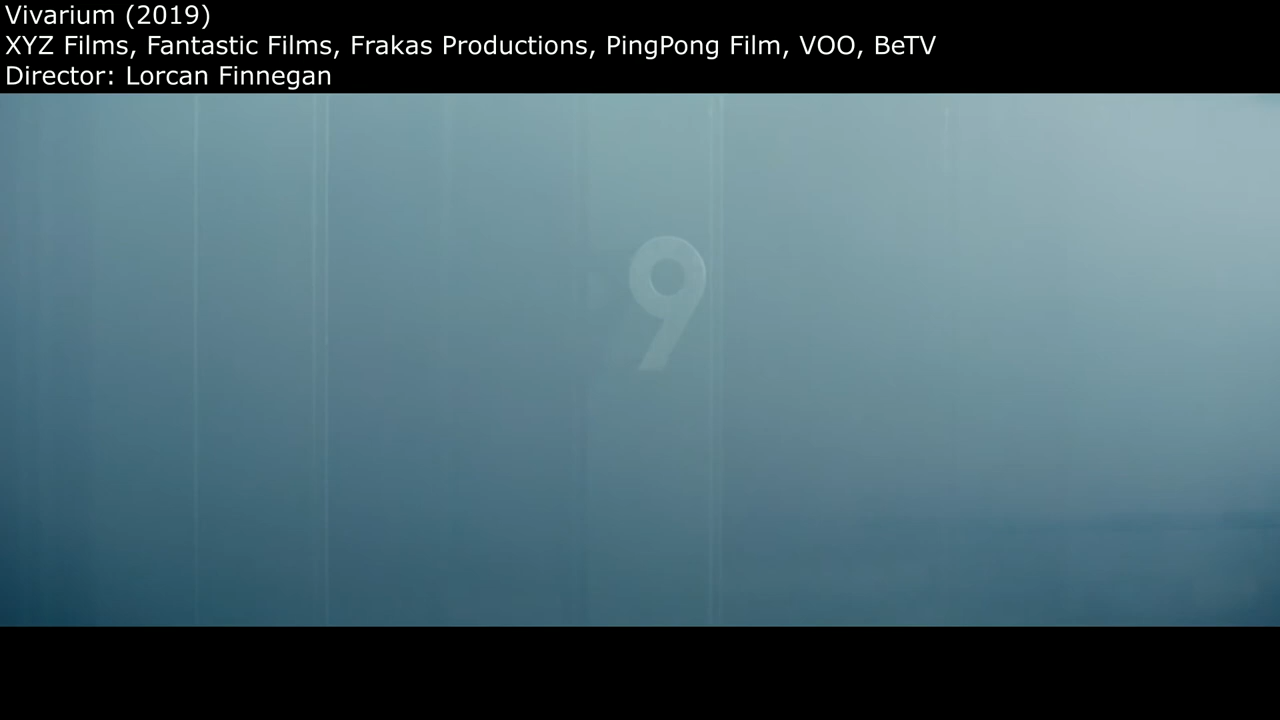 Vivarium (2019)
XYZ Films, Fantastic Films, Frakas Productions, PingPong Film, VOO, BeTV
Director: Lorcan Finnegan
9